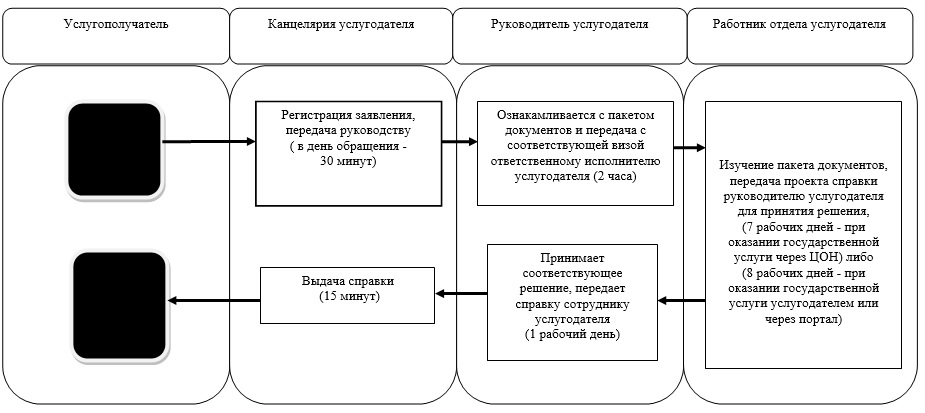 Услугополучатель
Канцелярия услугодателя
Руководитель услугодателя
Работник отдела услугодателя
Регистрация заявления,
передача руководству
( в день обращения -
30 минут)
Ознакамливается с пакетом
документов и передача с
соответствующей визой
ответственному исполнителю
услугодателя (2 часа)
Изучение пакета документов,
передача проекта справки
руководителю услугодателя
для принятия решения,
(7 рабочих дней - при
оказании государственной
услуги через ЦОН) либо
(8 рабочих дней - при
оказании государственной
услуги услугодателем или
через портал)
Принимает
соответствующее
решение, передает
справку сотруднику
услугодателя
(1 рабочий день)
Выдача справки
(15 минут)